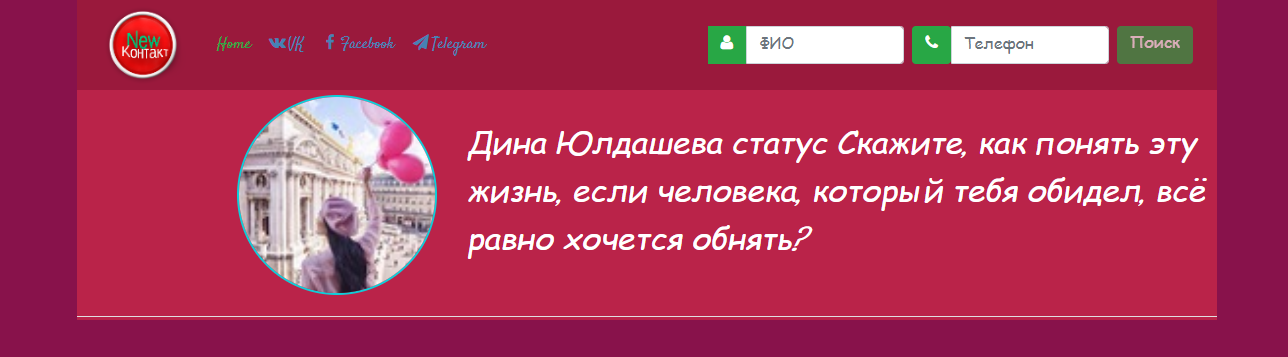 New
Контакт
Home VK Facebook Telegram
ФИО
Телефон
Поиск
Дина Юлдашева статус Скажите, как понять эту
жизнь, если человека, который тебя обидел, всё
равно хочется обнять?